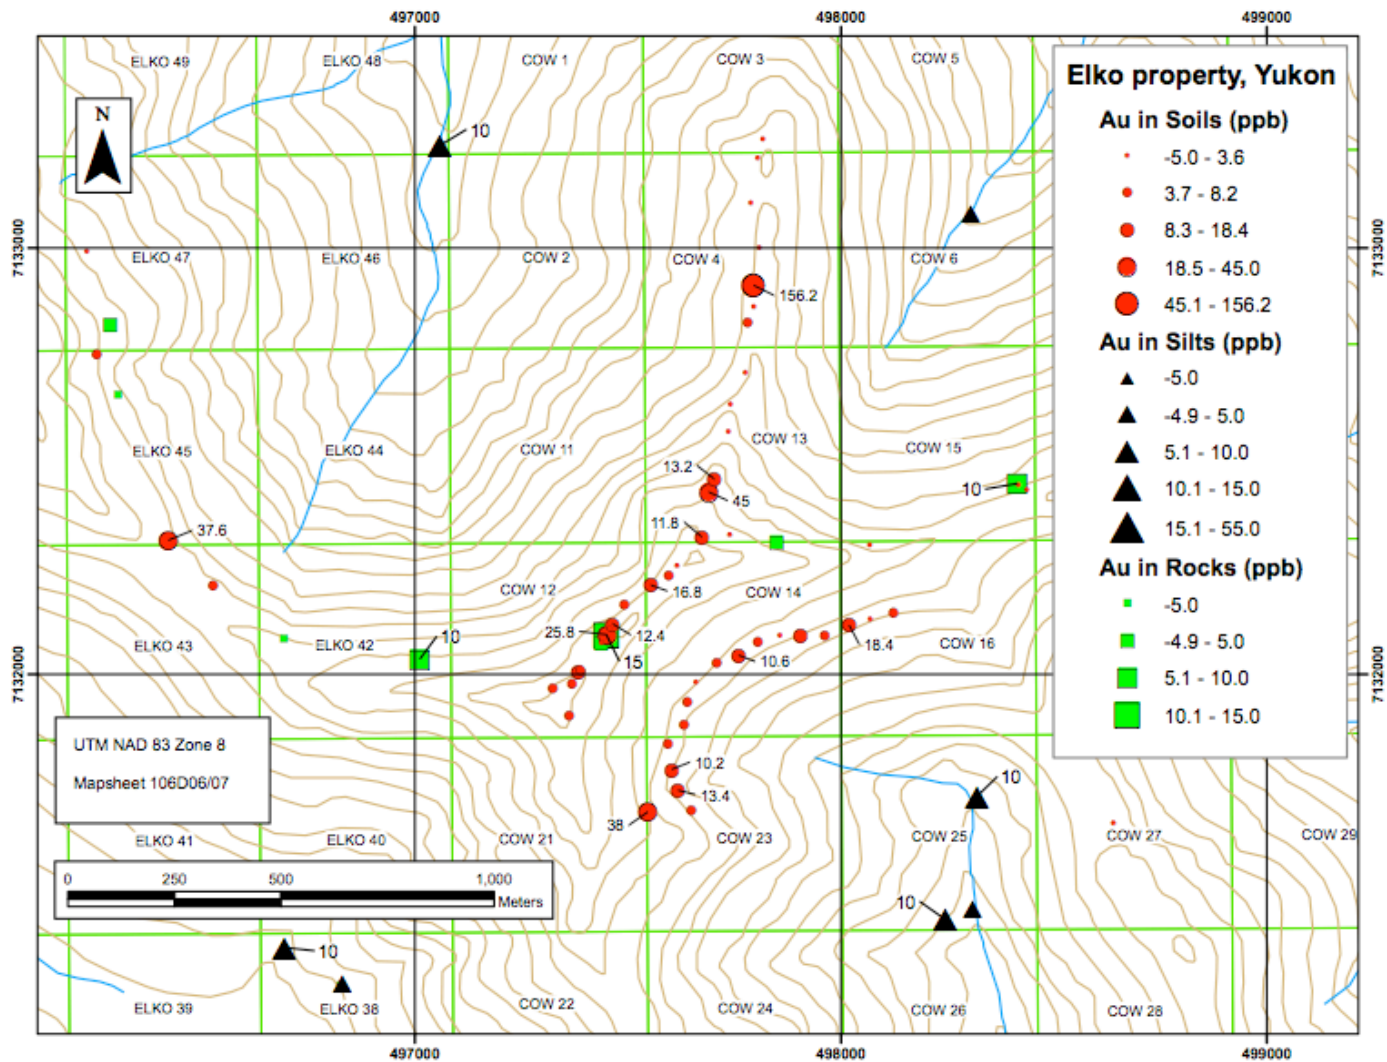 497000
498000
499000
ELKO 49
ELKO 48
COW 1
COW 3
COW 5
Elko property, Yukon
Au in Soils (ppb)
-5.0 - 3.6
3.7 - 8.2
8.3 - 18.4
18.5 - 45.0
45.1 - 156.2
Au in Silts (ppb)
-5.0
-4.9 - 5.0
5.1 - 10.0
10.1 - 15.0
15.1 - 55.0
Au in Rocks (ppb)
-5.0
-4.9 - 5.0
5.1 - 10.0
10.1 - 15.0
N
10
7133000
7133000
ELKO 47
ELKO 46
COW 2
COW 4
COW 6
156.2
ELKO 45
ELKO 44
COW 11
COW 13
COW 15
13.2
45
10
37.6
11.8
COW 12
16.8
COW 14
ELKO 43
ELKO 42
10
25.8
12.4
15
10.6
18.4
COW 16
7132000
7132000
UTM NAD 83 Zone 8
Mapsheet 106D06/07
10.2
13.4
38
10
ELKO 41
ELKO 40
COW 21
COW 23
COW 25
COW 27
COW 29
0
250
500
1,000
Meters
10
10
ELKO 39
ELKO 38
COW 22
COW 24
COW 26
COW 28
497000
498000
499000